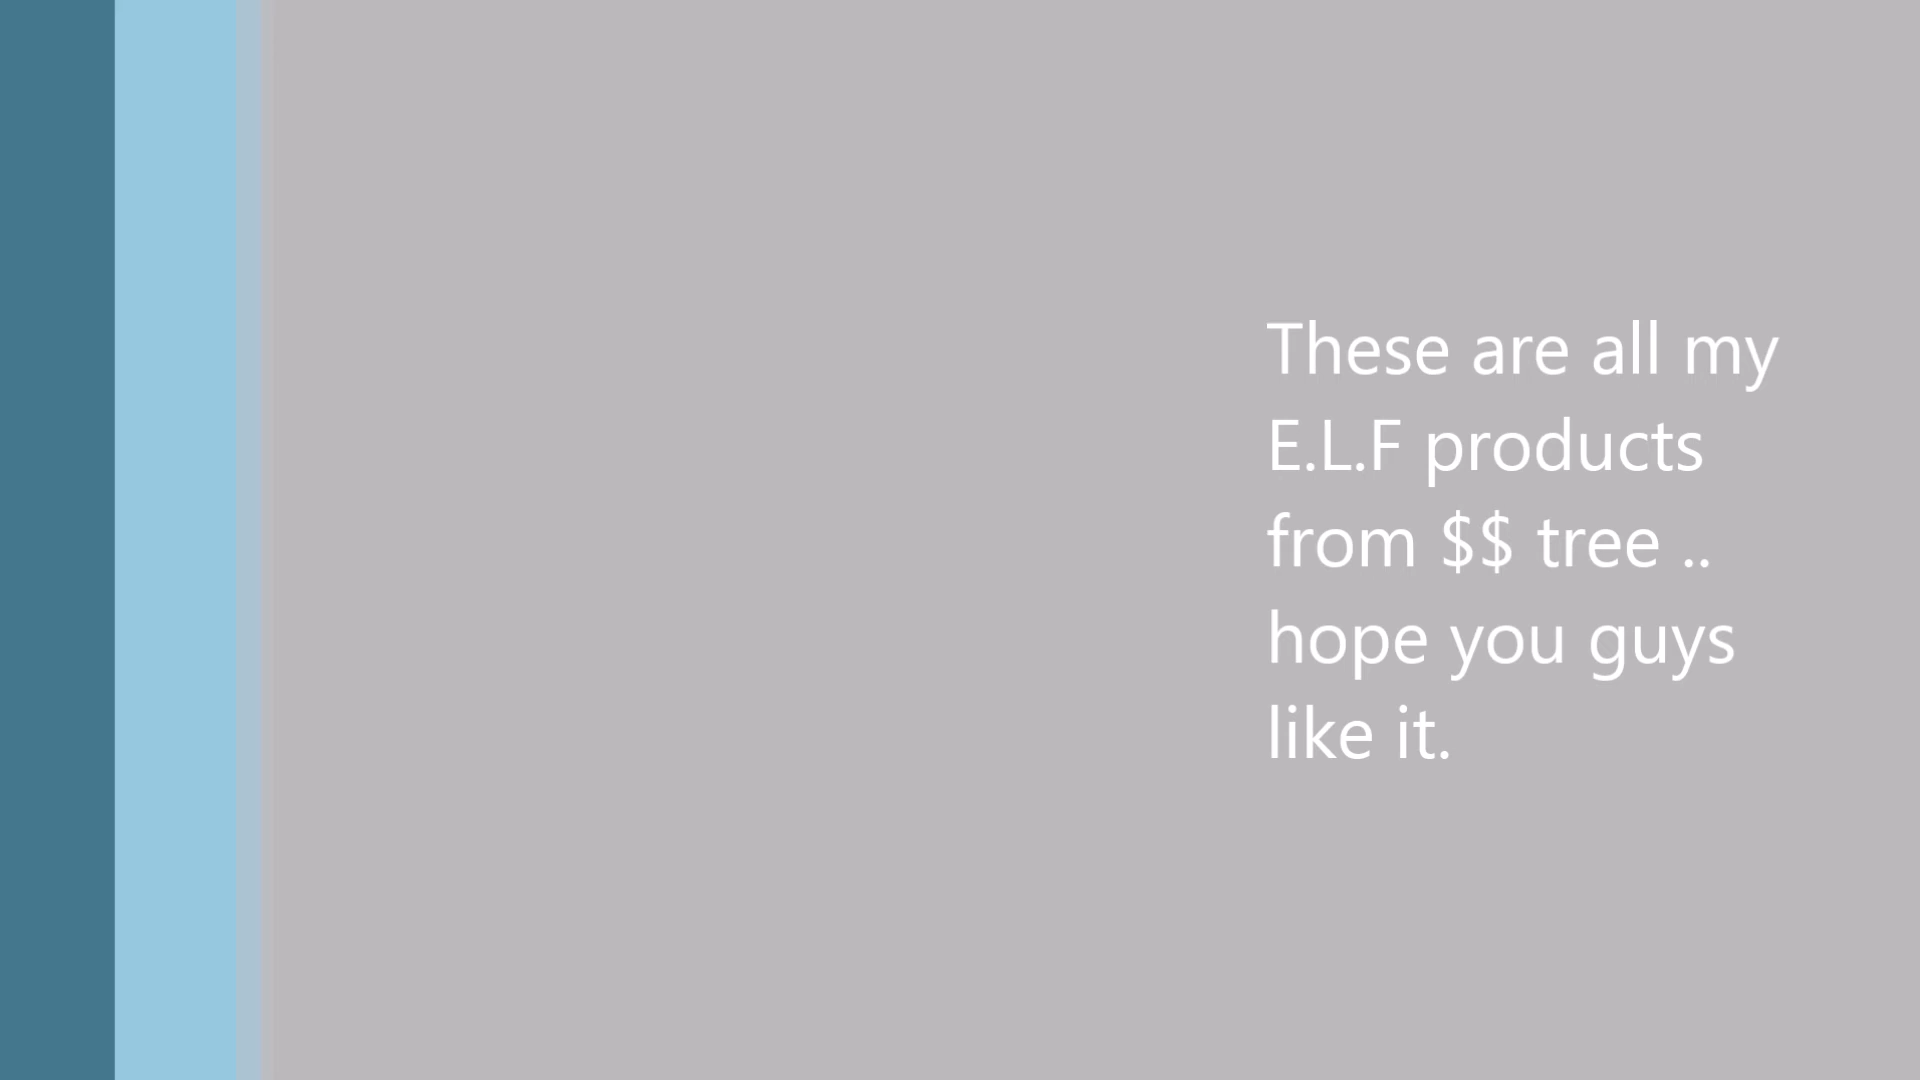 These are all my
E.L.F products
from $$ tree ..
hope you guys
like it.